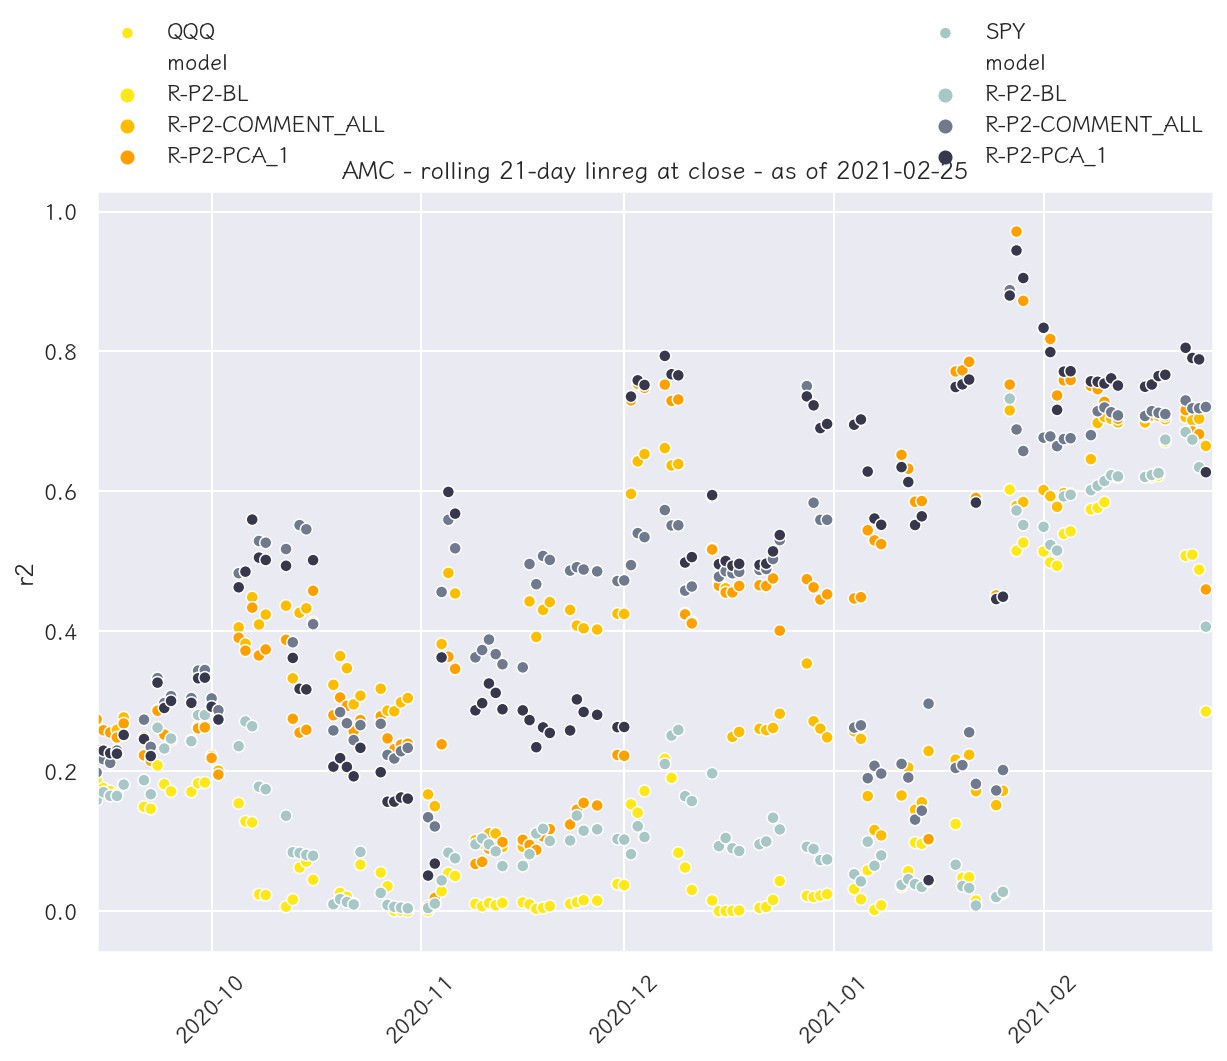 QQQ
model
R-P2-BL
R-P2-COMMENT_ALL
R-P2-PCA_1
SPY
model
R-P2-BL
R-P2-COMMENT_ALL
R-P2-PCA_1
AMC - rolling 21-day linreg at close - as of 2021-02-25
1.0
0.8
0.6
0.4
0.2
0.0
r2
2020-10
2020-11
2020-12
2021-01
2021-02